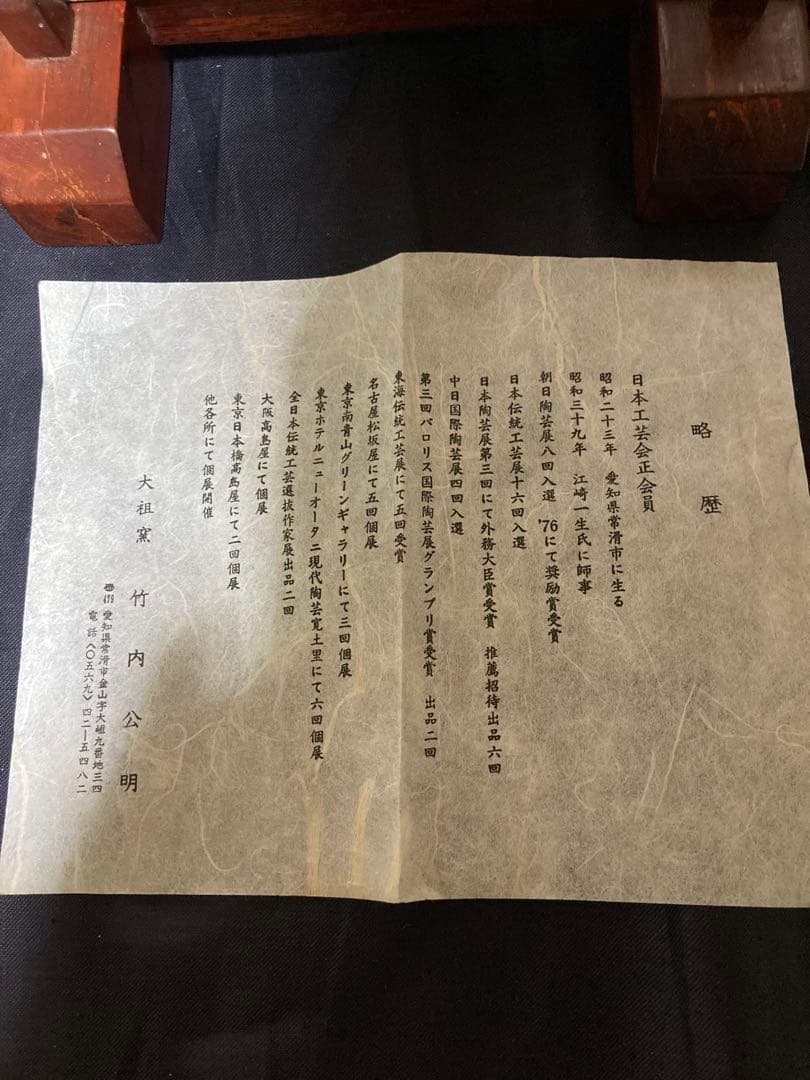 略歴
日本工芸会正会員
昭和二十三年 愛知県常滑市に生る
昭和三十九年 江崎一生氏に師事
朝日陶芸展八回入選 '76にて奨励賞受賞
日本伝統工芸展十六回入選
日本陶芸展第三回にて外務大臣賞受賞 推薦招待出品六回
中日国際陶芸展四回入選
第三回バロリス国際陶芸展グランプリ賞受賞 出品二回
東海伝統工芸展にて五回受賞
名古屋松坂屋にて五回個展
東京南青山グリーンギャラリーにて三回個展
東京ホテルニューオータニ現代陶芸寛土里にて六回個展
全日本伝統工芸選抜作家展出品二回
大阪高島屋にて個展
東京日本橋高島屋にて二回個展
他各所にて個展開催
大祖窯 竹内公明
愛知県常滑市金山字大岨九番地三四
電話〈〇五六九〉四二―五四八二